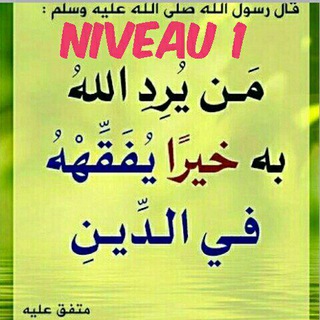 قال رسول الله صلى الله عليه وسلم :
NIVEAU 1
مَن يُرِدِ اللهُ
به خيرًا يُفَقِّهْهُ
في الدِّينِ
متفق عليه